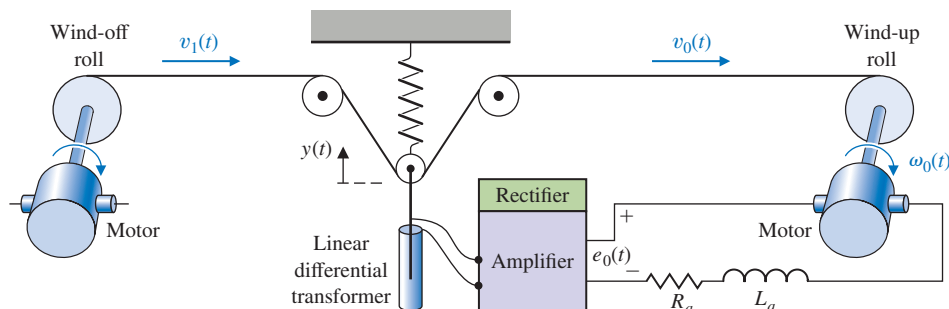 Wind-off
roll
v₁(t)
v₀(t)
Wind-up
roll
y(t)
ω₀(t)
Motor
Linear
differential
transformer
Rectifier
Amplifier
+
e₀(t)
−
Rₐ
Lₐ
Motor